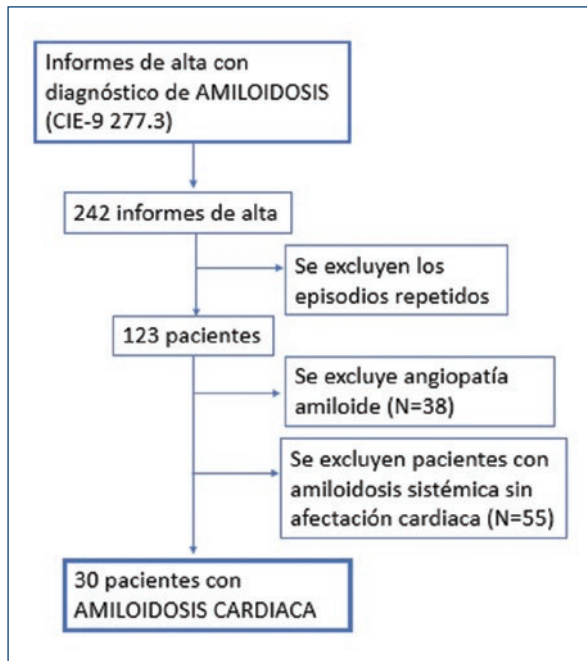 Informes de alta con
diagnóstico de AMILOIDOSIS
(CIE-9 277.3)
242 informes de alta
Se excluyen los
episodios repetidos
123 pacientes
Se excluye angiopatía
amiloide (N=38)
Se excluyen pacientes con
amiloidosis sistémica sin
afectación cardiaca (N=55)
30 pacientes con
AMILOIDOSIS CARDIACA